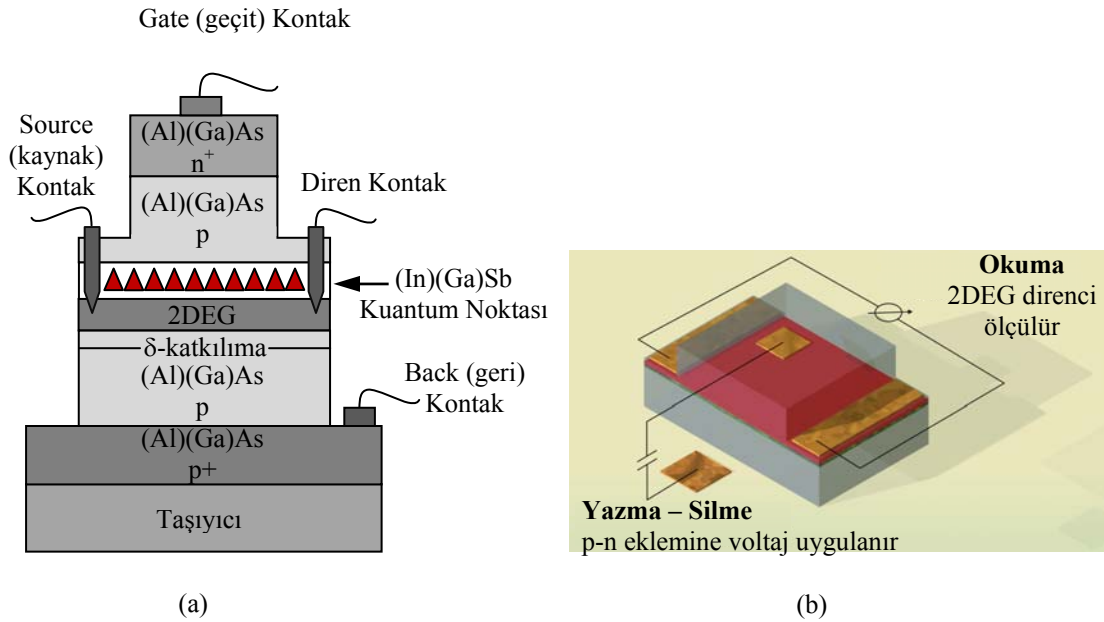 Gate (geçit) Kontak
Source
(kaynak)
Kontak
(Al)(Ga)As
n+
Diren Kontak
(Al)(Ga)As
p
(In)(Ga)Sb
Kuantum Noktası
2DEG
δ-katkılıma
(Al)(Ga)As
p
Back (geri)
Kontak
(Al)(Ga)As
p+
Taşıyıcı
(a)
Okuma
2DEG direnci
ölçülür
Yazma – Silme
p-n eklemine voltaj uygulanır
(b)